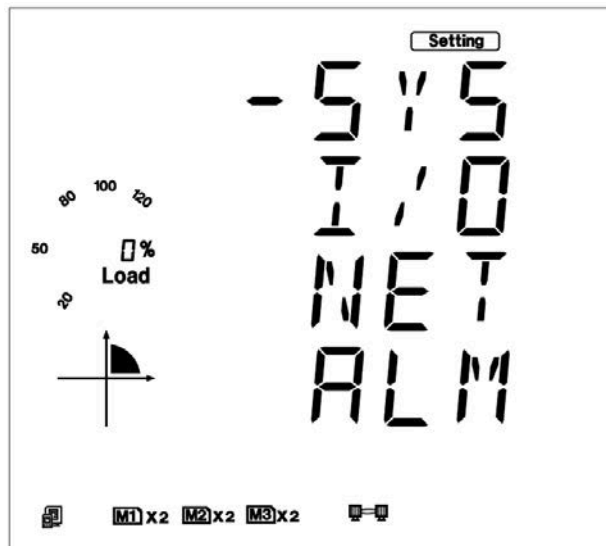 Setting
- SYS
I/O
NET
ALM
100
80
120
50
0%
Load
20
M1 X2 M2 X2 M3 X2